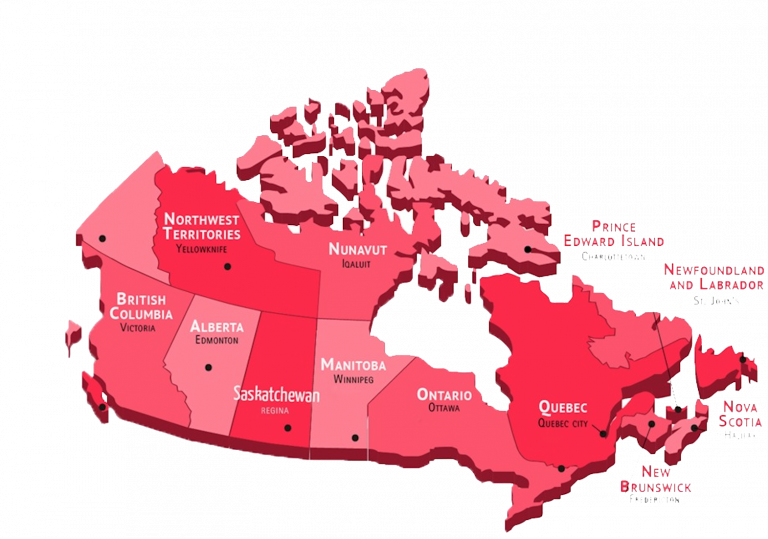 Northwest
Territories
Yellowknife
Nunavut
Iqaluit
Prince
Edward Island
Charlottetown
Newfoundland
and Labrador
St. John's
British
Columbia
Victoria
Alberta
Edmonton
Manitoba
Winnipeg
Saskatchewan
REGINA
Ontario
Ottawa
Quebec
Quebec city
Nova
Scotia
Halifax
New
Brunswick
Fredericton